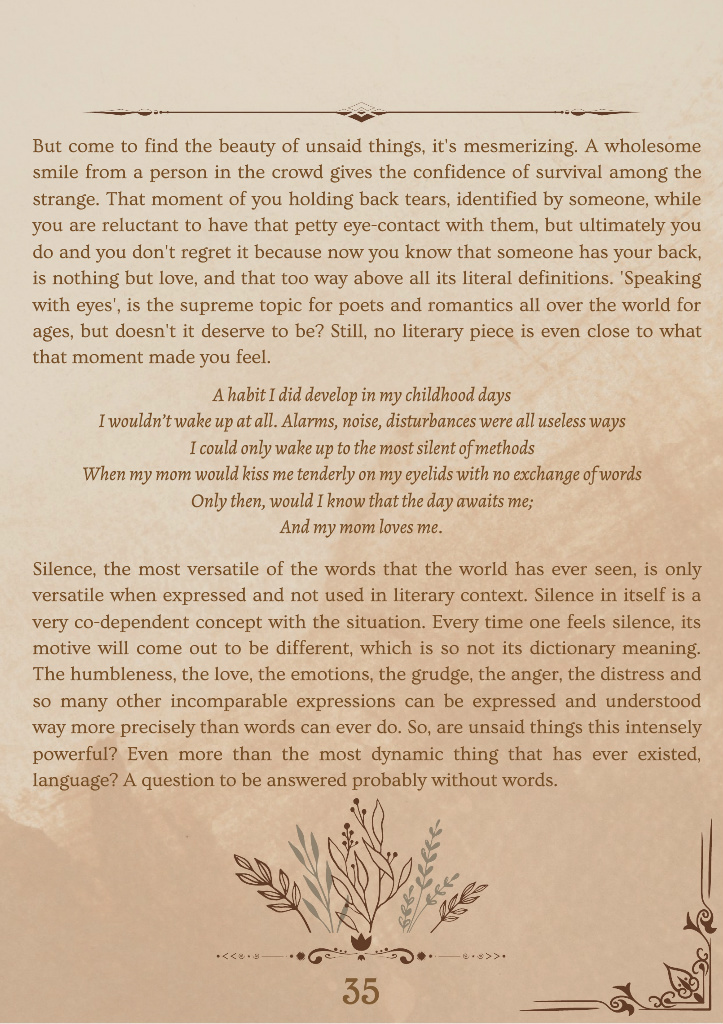 But come to find the beauty of unsaid things, it's mesmerizing. A wholesome
smile from a person in the crowd gives the confidence of survival among the
strange. That moment of you holding back tears, identified by someone, while
you are reluctant to have that petty eye-contact with them, but ultimately you
do and you don't regret it because now you know that someone has your back,
is nothing but love, and that too way above all its literal definitions. 'Speaking
with eyes', is the supreme topic for poets and romantics all over the world for
ages, but doesn't it deserve to be? Still, no literary piece is even close to what
that moment made you feel.
A habit I did develop in my childhood days
I wouldn't wake up at all. Alarms, noise, disturbances were all useless ways
I could only wake up to the most silent of methods
When my mom would kiss me tenderly on my eyelids with no exchange of words
Only then, would I know that the day awaits me;
And my mom loves me.
Silence, the most versatile of the words that the world has ever seen, is only
versatile when expressed and not used in literary context. Silence in itself is a
very co-dependent concept with the situation. Every time one feels silence, its
motive will come out to be different, which is so not its dictionary meaning.
The humbleness, the love, the emotions, the grudge, the anger, the distress and
so many other incomparable expressions can be expressed and understood
way more precisely than words can ever do. So, are unsaid things this intensely
powerful? Even more than the most dynamic thing that has ever existed,
language? A question to be answered probably without words.
35